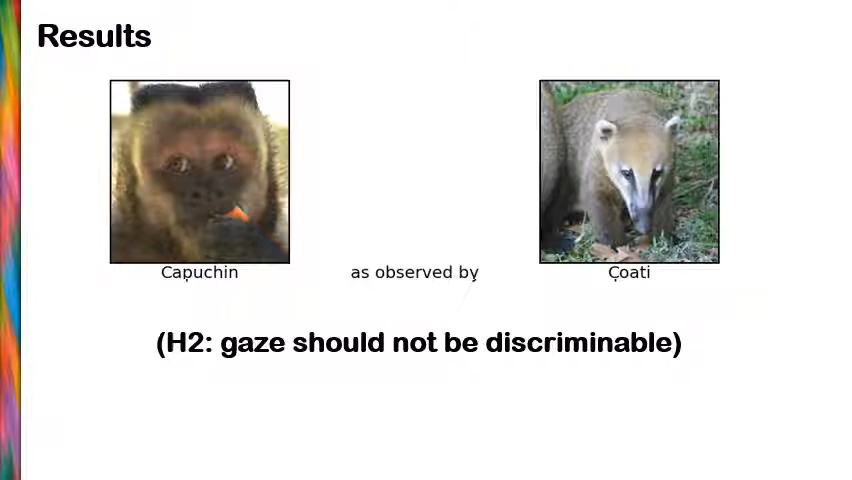 Results
Capuchin as observed by Coati
(H2: gaze should not be discriminable)